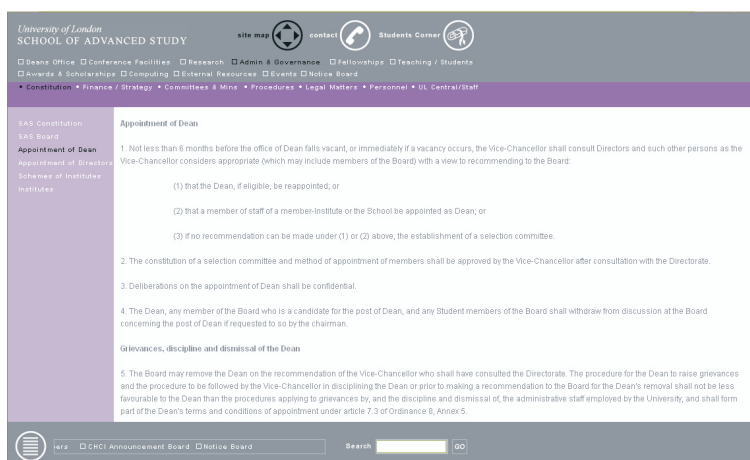 University of London
SCHOOL OF ADVANCED STUDY
site map contact Students Corner
Deans Office Conference Facilities Research Admin & Governance Fellowships Teaching / Students
Awards & Scholarships Computing External Resources Events Notice Board
• Constitution • Finance / Strategy • Committees & Mins • Procedures • Legal Matters • Personnel • UL Central/Staff
SAS Constitution
SAS Board
Appointment of Dean
Appointment of Directors
Schemes of Institutes
Institutes
Appointment of Dean
1. Not less than 6 months before the office of Dean falls vacant, or immediately if a vacancy occurs, the Vice-Chancellor shall consult Directors and such other persons as the
Vice-Chancellor considers appropriate (which may include members of the Board) with a view to recommending to the Board:
(1) that the Dean, if eligible, be reappointed; or
(2) that a member of staff of a member-Institute or the School be appointed as Dean; or
(3) if no recommendation can be made under (1) or (2) above, the establishment of a selection committee.
2. The constitution of a selection committee and method of appointment of members shall be approved by the Vice-Chancellor after consultation with the Directorate.
3. Deliberations on the appointment of Dean shall be confidential.
4. The Dean, any member of the Board who is a candidate for the post of Dean, and any Student members of the Board shall withdraw from discussion at the Board
concerning the post of Dean if requested to so by the chairman.
Grievances, discipline and dismissal of the Dean
5. The Board may remove the Dean on the recommendation of the Vice-Chancellor who shall have consulted the Directorate. The procedure for the Dean to raise grievances
and the procedure to be followed by the Vice-Chancellor in disciplining the Dean or prior to making a recommendation to the Board for the Dean's removal shall not be less
favourable to the Dean than the procedures applying to grievances by, and the discipline and dismissal of, the administrative staff employed by the University, and shall form
part of the Dean's terms and conditions of appointment under article 7.3 of Ordinance 8, Annex 5.
CHCI Announcement Board Notice Board Search GO